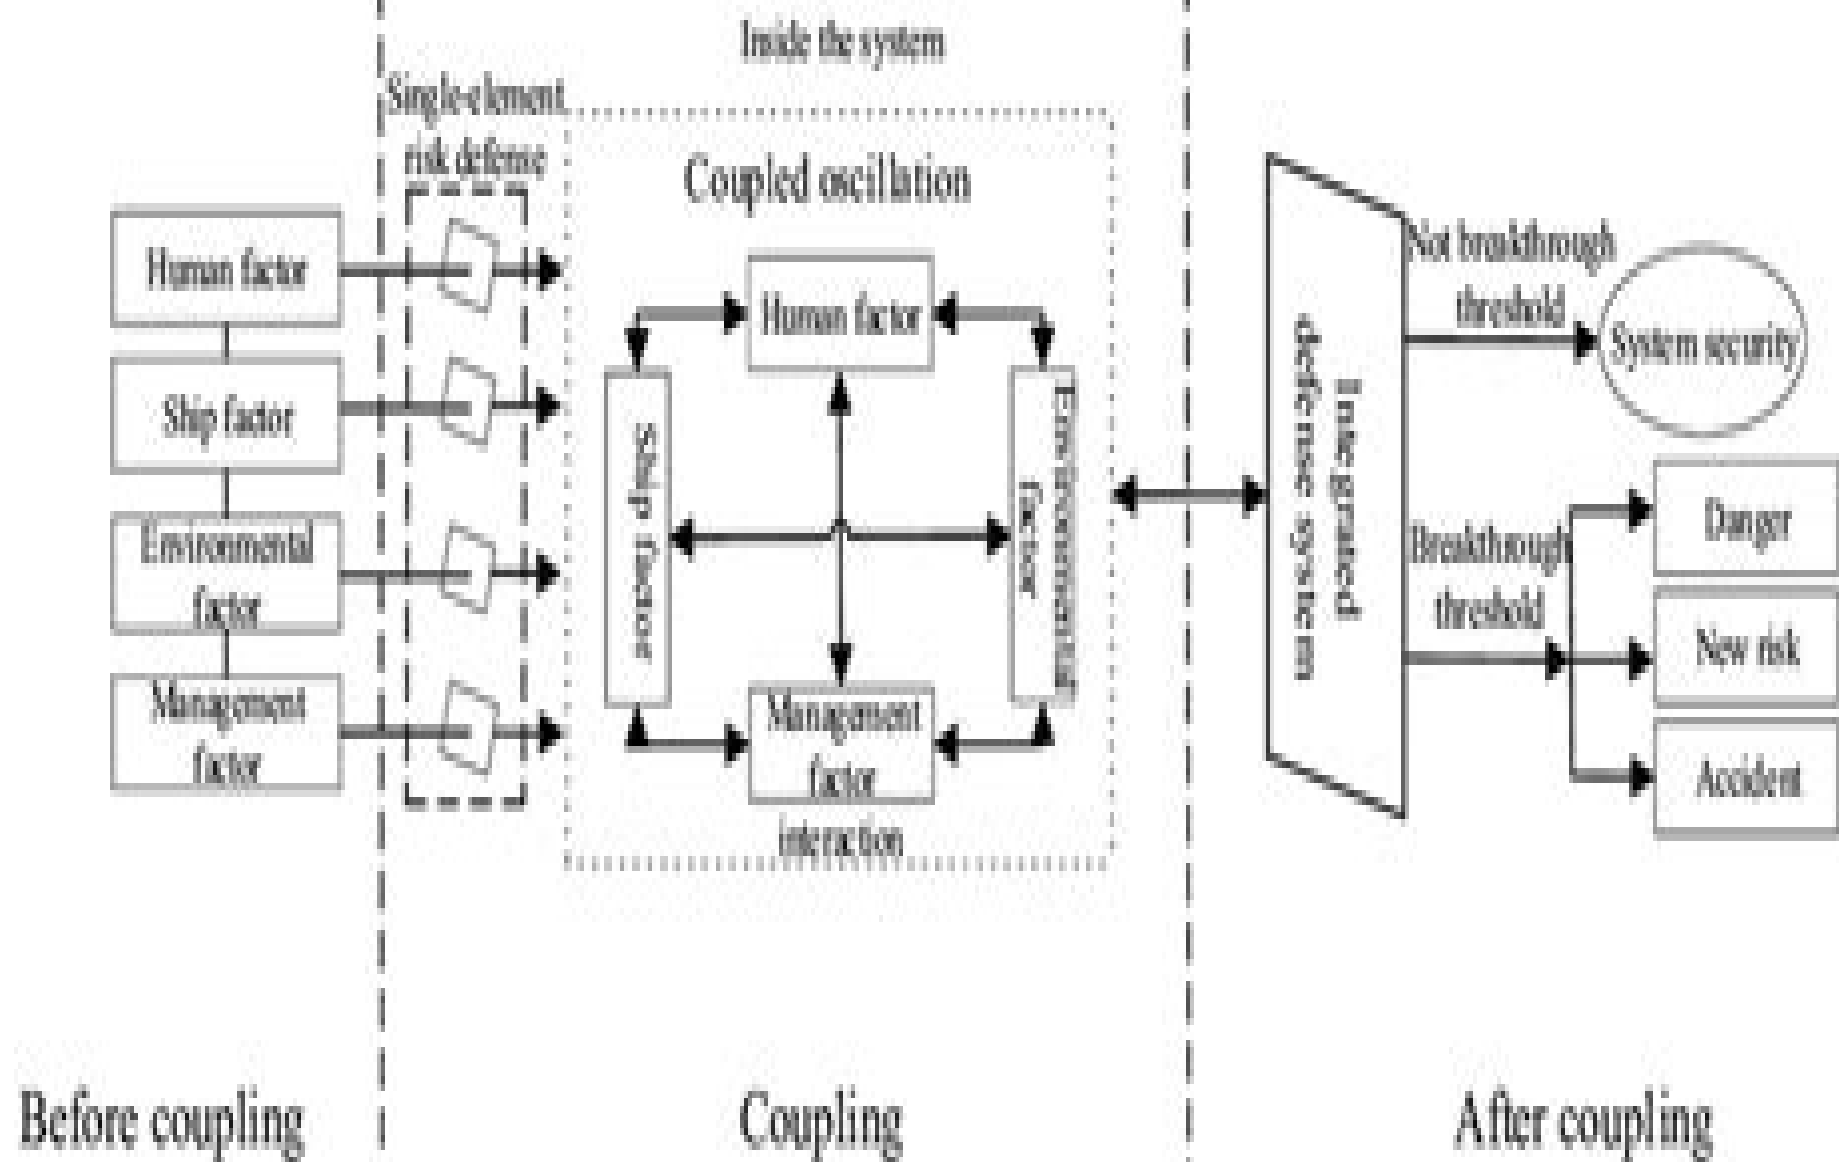 Inside the system
Single-element
risk defense
Coupled oscillation
Human factor
Ship factor
Environmental
factor
Management
factor
Human factor
Ship factor
Environmental
factor
Management
factor
interaction
Integrated
defense system
Not breakthrough
threshold
System security
Breakthrough
threshold
Danger
New risk
Accident
Before coupling
Coupling
After coupling